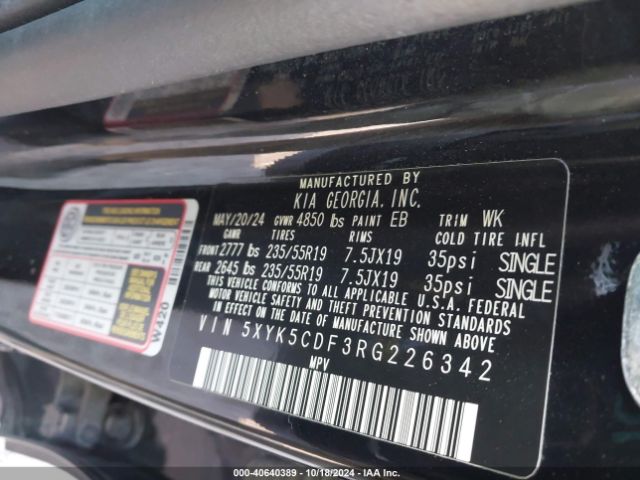 MANUFACTURED BY
KIA GEORGIA, INC.
MAY/20/24 GVWR 4850 lbs PAINT EB TRIM WK
GAWR TIRES RIMS COLD TIRE INFL
FRONT 2777 lbs 235/55R19 7.5JX19 35psi SINGLE
REAR 2645 lbs 235/55R19 7.5JX19 35psi SINGLE
THIS VEHICLE CONFORMS TO ALL APPLICABLE U.S.A. FEDERAL
MOTOR VEHICLE SAFETY AND THEFT PREVENTION STANDARDS
IN EFFECT ON THE DATE OF MANUFACTURE SHOWN ABOVE
VIN 5XYK5CDF3RG226342
MPV
W420
000-40640389 - 10/18/2024 - IAA Inc.